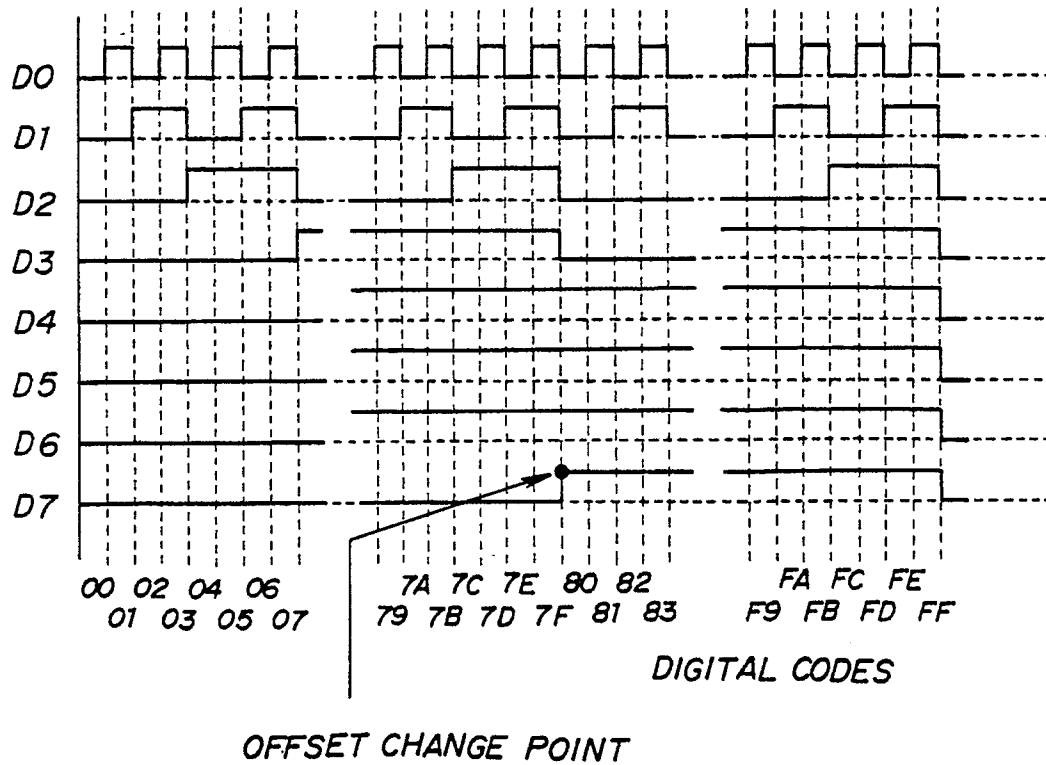 D0
D1
D2
D3
D4
D5
D6
D7
00 02 04 06 7A 7C 7E 80 82 FA FC FE
01 03 05 07 79 7B 7D 7F 81 83 F9 FB FD FF
DIGITAL CODES
OFFSET CHANGE POINT